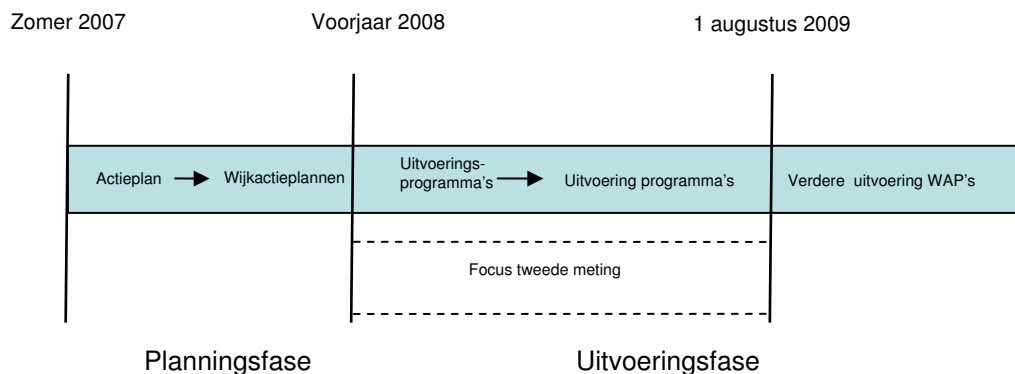 Zomer 2007
Voorjaar 2008
1 augustus 2009
Actieplan
Wijkactieplannen
Uitvoerings-
programma's
Uitvoering programma's
Verdere uitvoering WAP's
Focus tweede meting
Planningsfase
Uitvoeringsfase